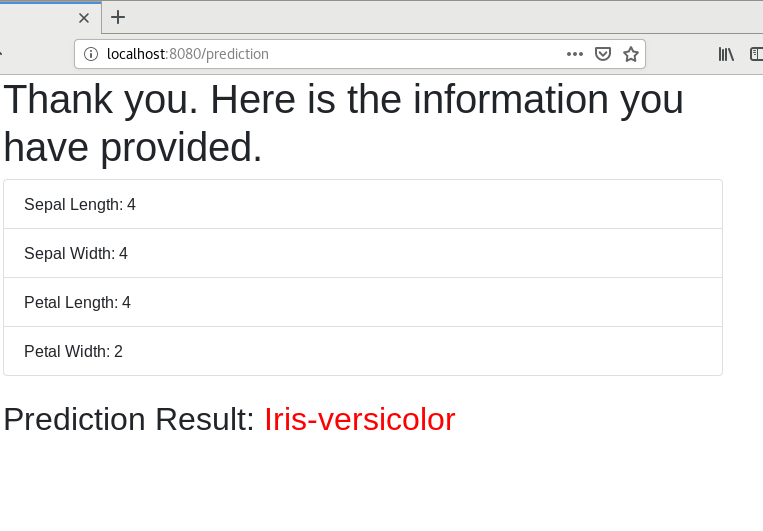 localhost:8080/prediction
Thank you. Here is the information you
have provided.
Sepal Length: 4
Sepal Width: 4
Petal Length: 4
Petal Width: 2
Prediction Result: Iris-versicolor